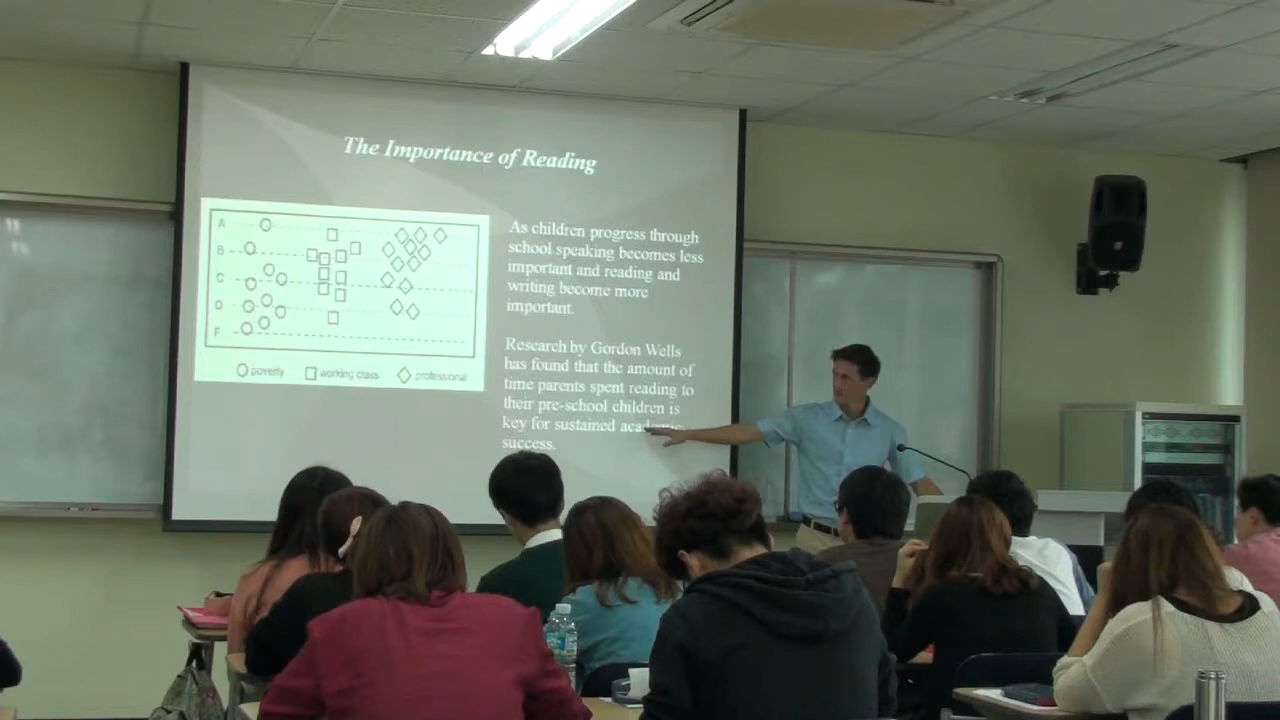 The Importance of Reading
A
B
C
D
F
poverty working class professional
As children progress through
school speaking becomes less
important and reading and
writing become more
important.
Research by Gordon Wells
has found that the amount of
time parents spent reading to
their pre-school children is
key for sustained academic
success.